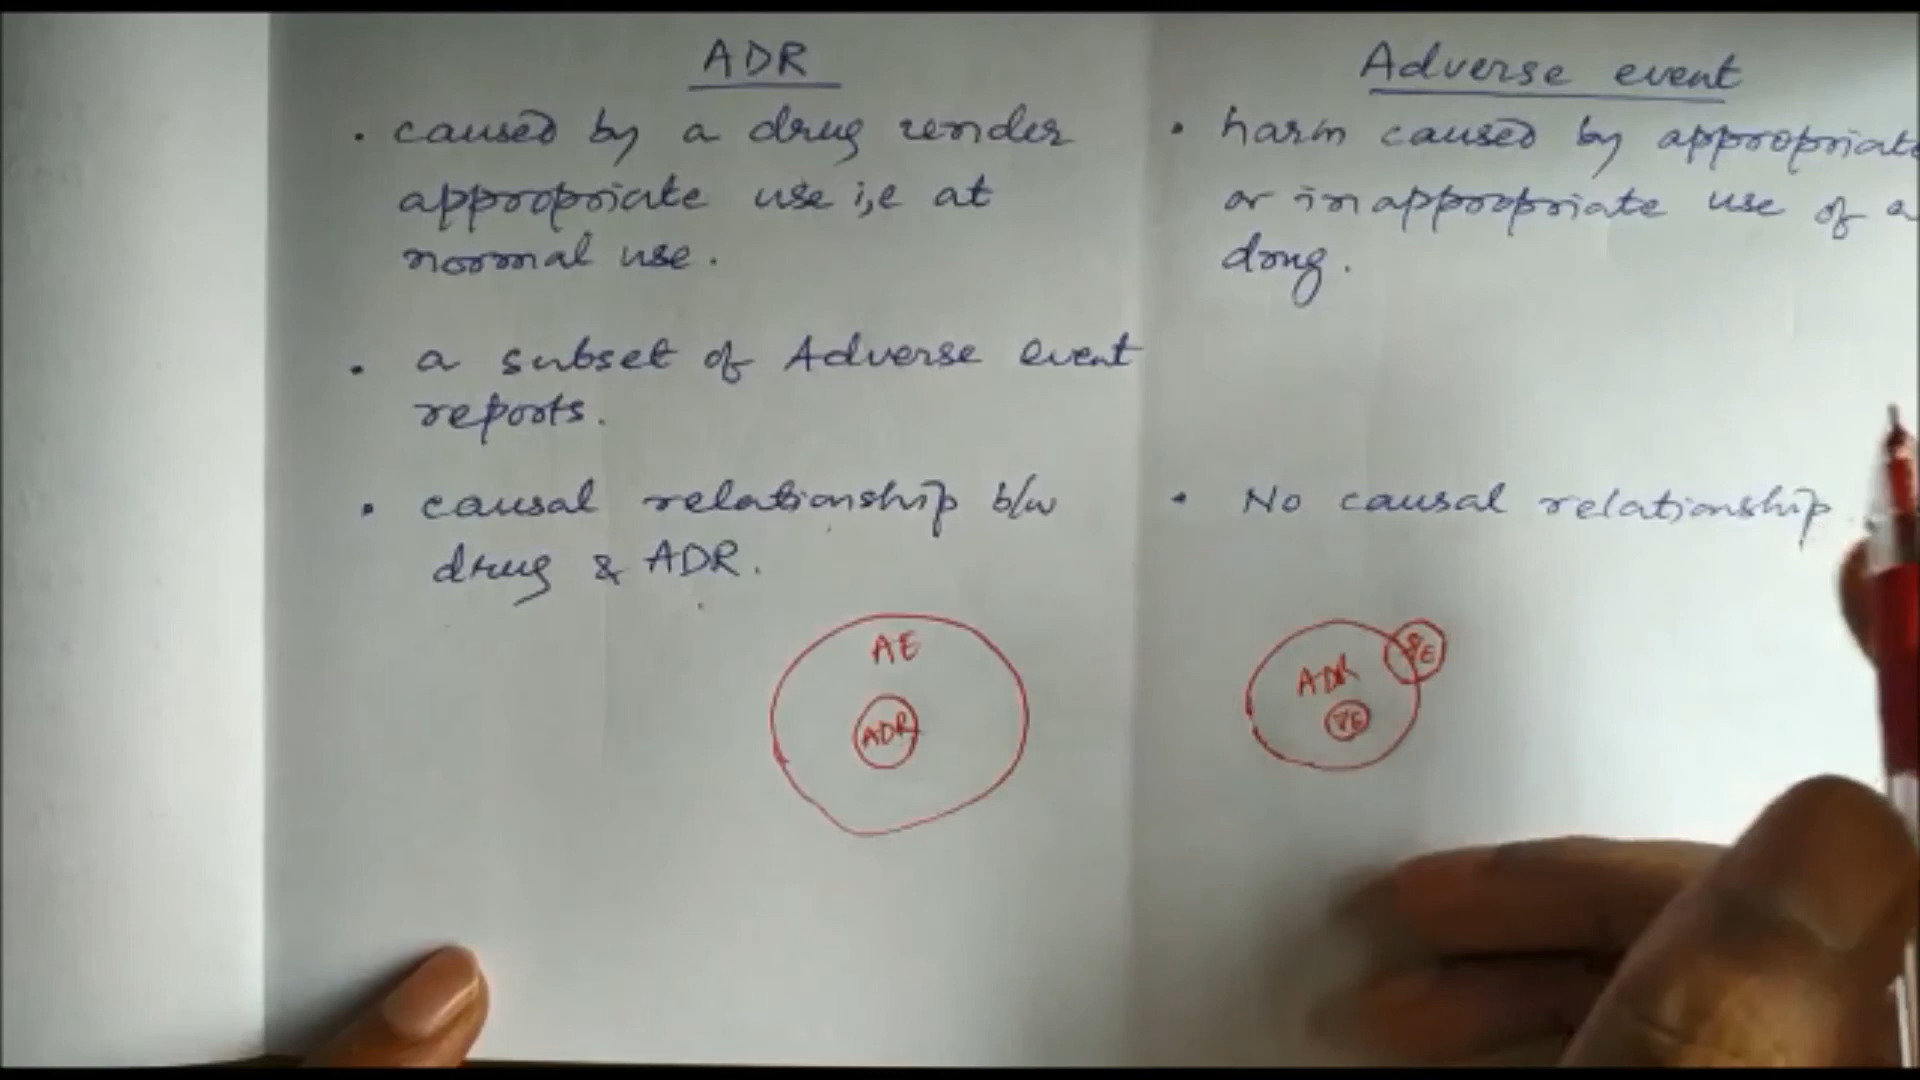 ADR
. caused by a drug render
appropriate use i,e at
normal use.
. a subset of Adverse event
reports.
. causal relationship b/w
drug & ADR.
AE
ADR
Adverse event
. harm caused by appropriate
or inappropriate use of a
drug.
. No causal relationship
ADR